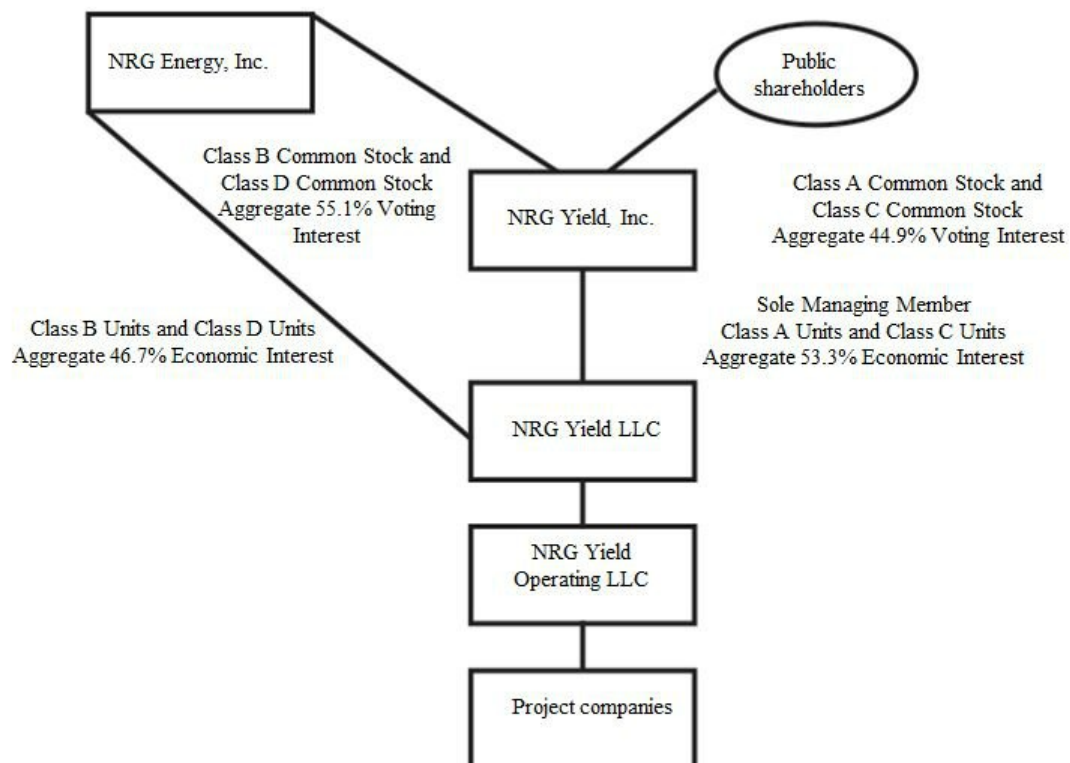 NRG Energy, Inc.
Public
shareholders
Class B Common Stock and
Class D Common Stock
Aggregate 55.1% Voting
Interest
NRG Yield, Inc.
Class A Common Stock and
Class C Common Stock
Aggregate 44.9% Voting Interest
Class B Units and Class D Units
Aggregate 46.7% Economic Interest
Sole Managing Member
Class A Units and Class C Units
Aggregate 53.3% Economic Interest
NRG Yield LLC
NRG Yield
Operating LLC
Project companies